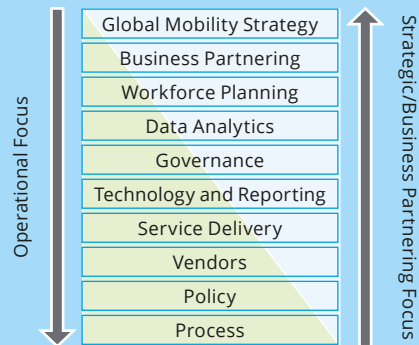 Operational Focus
Global Mobility Strategy
Business Partnering
Workforce Planning
Data Analytics
Governance
Technology and Reporting
Service Delivery
Vendors
Policy
Process
Strategic/Business Partnering Focus